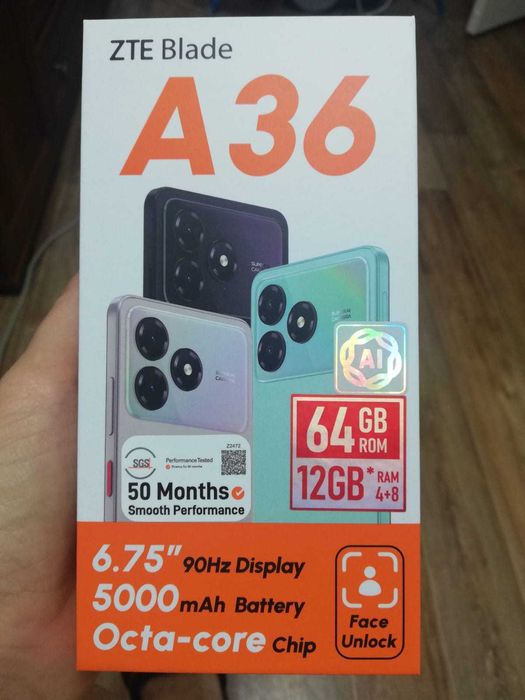 ZTE Blade
A36
AI
64 GB ROM
12GB* RAM 4+8
SGS
Performance Tested
Z2472
50 Months
Smooth Performance
6.75" 90Hz Display
5000mAh Battery
Octa-core Chip
Face
Unlock